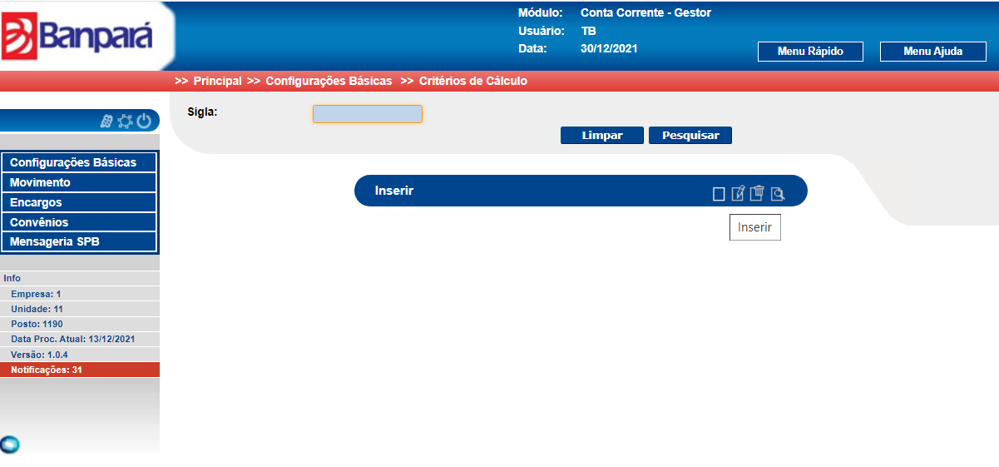 Banpará
Módulo: Conta Corrente - Gestor
Usuário: TB
Data: 30/12/2021
Menu Rápido Menu Ajuda
>> Principal >> Configurações Básicas >> Critérios de Cálculo
Sigla:
Limpar Pesquisar
Configurações Básicas
Movimento
Encargos
Convênios
Mensageria SPB
Inserir
Inserir
Info
Empresa: 1
Unidade: 11
Posto: 1190
Data Proc. Atual: 13/12/2021
Versão: 1.0.4
Notificações: 31